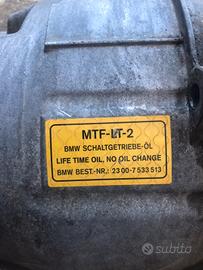 MTF-LT-2
BMW SCHALTGETRIEBE-ÖL
LIFE TIME OIL, NO OIL CHANGE
BMW BEST.-NR.: 23 00-7 533 513
subito